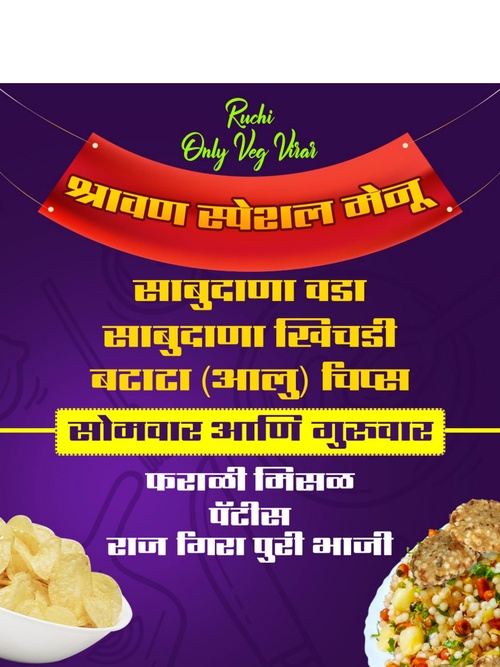 Ruchi
Only Veg Virar
श्रावण स्पेशल मेनू
साबुदाणा वडा
साबुदाणा खिचडी
बटाटा (आलु) चिप्स
सोमवार आणि गुरुवार
फराळी मिसळ
पॅटीस
राज गिरा पुरी भाजी